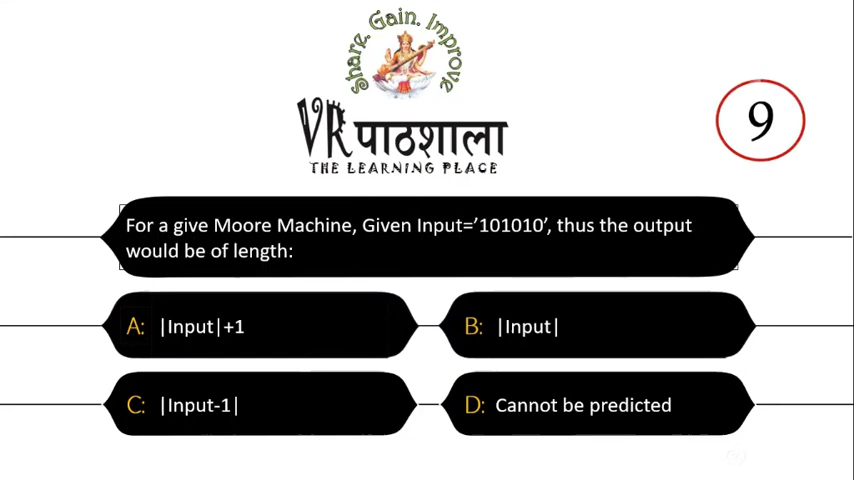 Share. Gain. Improve
VR पाठशाला
THE LEARNING PLACE
9
For a give Moore Machine, Given Input=’101010’, thus the output
would be of length:
A: |Input|+1
B: |Input|
C: |Input-1|
D: Cannot be predicted